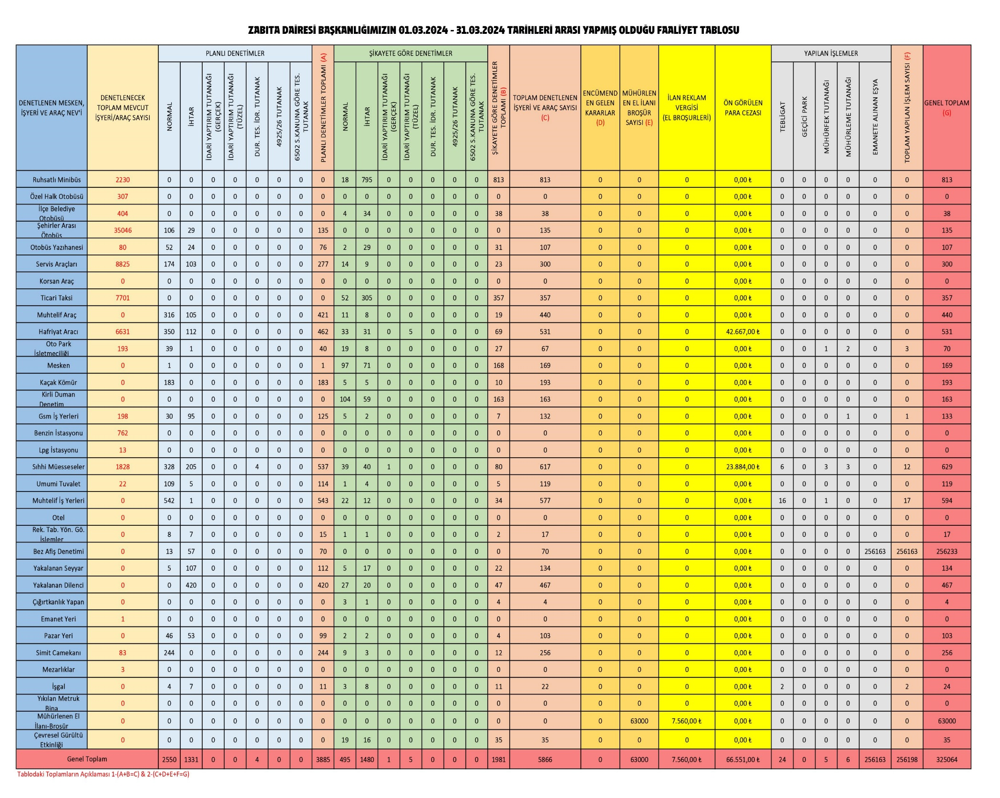 ZABITA DAİRESİ BAŞKANLIĞIMIZIN 01.03.2024 - 31.03.2024 TARİHLERİ ARASI YAPMIŞ OLDUĞU FAALİYET TABLOSU
DENETLENEN MESKEN, İŞYERİ VE ARAÇ NEV'İ
DENETLENECEK TOPLAM MEVCUT İŞYERİ/ARAÇ SAYISI
PLANLI DENETİMLER
NORMAL
İHTAR
İDARİ YAPTIRIM TUTANAĞI (GERÇEK)
İDARİ YAPTIRIM TUTANAĞI (TÜZEL)
DUR. TES. İDR. TUTANAK
4925/26 TUTANAK
6502 S.KANUNA GÖRE TES. TUTANAK
PLANLI DENETİMLER TOPLAMI (A)
ŞİKAYETE GÖRE DENETİMLER
NORMAL
İHTAR
İDARİ YAPTIRIM TUTANAĞI (GERÇEK)
İDARİ YAPTIRIM TUTANAĞI (TÜZEL)
DUR. TES. İDR. TUTANAK
4925/26 TUTANAK
6502 S.KANUNA GÖRE TES. TUTANAK
ŞİKAYETE GÖRE DENETİMLER TOPLAMI (B)
TOPLAM DENETLENEN İŞYERİ VE ARAÇ SAYISI (C)
ENCÜMEND EN GELEN KARARLAR (D)
MÜHÜRLEN EN EL İLANI BROŞÜR SAYISI (E)
İLAN REKLAM VERGİSİ (EL BROŞURLERİ)
ÖN GÖRÜLEN PARA CEZASI
YAPILAN İŞLEMLER
TEBLİGAT
GEÇİCİ PARK
MÜHÜRFEK TUTANAĞI
MÜHÜRLEME TUTANAĞI
EMANETE ALINAN EŞYA
TOPLAM YAPILAN İŞLEM SAYISI (F)
GENEL TOPLAM (G)
Ruhsatlı Minibüs 2230 0 0 0 0 0 0 0 0 18 795 0 0 0 0 0 813 813 0 0 0 0,00 ₺ 0 0 0 0 0 0 813
Özel Halk Otobüsü 307 0 0 0 0 0 0 0 0 0 0 0 0 0 0 0 0 0 0 0 0 0,00 ₺ 0 0 0 0 0 0 0
İlçe Belediye Otobüsü 404 0 0 0 0 0 0 0 0 4 34 0 0 0 0 0 38 38 0 0 0 0,00 ₺ 0 0 0 0 0 0 38
Şehirler Arası Otobüs 35046 106 29 0 0 0 0 0 135 0 0 0 0 0 0 0 0 135 0 0 0 0,00 ₺ 0 0 0 0 0 0 135
Otobüs Yazıhanesi 80 52 24 0 0 0 0 0 76 2 29 0 0 0 0 0 31 107 0 0 0 0,00 ₺ 0 0 0 0 0 0 107
Servis Araçları 8825 174 103 0 0 0 0 0 277 14 9 0 0 0 0 0 23 300 0 0 0 0,00 ₺ 0 0 0 0 0 0 300
Korsan Araç 0 0 0 0 0 0 0 0 0 0 0 0 0 0 0 0 0 0 0 0 0 0,00 ₺ 0 0 0 0 0 0 0
Ticari Taksi 7701 0 0 0 0 0 0 0 0 52 305 0 0 0 0 0 357 357 0 0 0 0,00 ₺ 0 0 0 0 0 0 357
Muhtelif Araç 0 316 105 0 0 0 0 0 421 11 8 0 0 0 0 0 19 440 0 0 0 0,00 ₺ 0 0 0 0 0 0 440
Hafriyat Aracı 6631 350 112 0 0 0 0 0 462 33 31 0 5 0 0 0 69 531 0 0 0 42.667,00 ₺ 0 0 0 0 0 0 531
Oto Park İşletmeciliği 193 39 1 0 0 0 0 0 40 19 8 0 0 0 0 0 27 67 0 0 0 0,00 ₺ 0 0 1 2 0 3 70
Mesken 0 1 0 0 0 0 0 0 1 97 71 0 0 0 0 0 168 169 0 0 0 0,00 ₺ 0 0 0 0 0 0 169
Kaçak Kömür 0 183 0 0 0 0 0 0 183 5 5 0 0 0 0 0 10 193 0 0 0 0,00 ₺ 0 0 0 0 0 0 193
Kirli Duman Denetim 0 0 0 0 0 0 0 0 0 104 59 0 0 0 0 0 163 163 0 0 0 0,00 ₺ 0 0 0 0 0 0 163
Gsm İş Yerleri 198 30 95 0 0 0 0 0 125 5 2 0 0 0 0 0 7 132 0 0 0 0,00 ₺ 0 0 0 1 0 1 133
Benzin İstasyonu 762 0 0 0 0 0 0 0 0 0 0 0 0 0 0 0 0 0 0 0 0 0,00 ₺ 0 0 0 0 0 0 0
Lpg İstasyonu 13 0 0 0 0 0 0 0 0 0 0 0 0 0 0 0 0 0 0 0 0 0,00 ₺ 0 0 0 0 0 0 0
Sıhhi Müesseseler 1828 328 205 0 0 4 0 0 537 39 40 1 0 0 0 0 80 617 0 0 0 23.884,00 ₺ 6 0 3 3 0 12 629
Umumi Tuvalet 22 109 5 0 0 0 0 0 114 1 4 0 0 0 0 0 5 119 0 0 0 0,00 ₺ 0 0 0 0 0 0 119
Muhtelif İş Yerleri 0 542 1 0 0 0 0 0 543 22 12 0 0 0 0 0 34 577 0 0 0 0,00 ₺ 16 0 1 0 0 17 594
Otel 0 0 0 0 0 0 0 0 0 0 0 0 0 0 0 0 0 0 0 0 0 0,00 ₺ 0 0 0 0 0 0 0
Rek. Tab. Yön. Gö. İşlemler 0 8 7 0 0 0 0 0 15 1 1 0 0 0 0 0 2 17 0 0 0 0,00 ₺ 0 0 0 0 0 0 17
Bez Afiş Denetimi 0 13 57 0 0 0 0 0 70 0 0 0 0 0 0 0 0 70 0 0 0 0,00 ₺ 0 0 0 0 256163 256163 256233
Yakalanan Seyyar 0 5 107 0 0 0 0 0 112 5 17 0 0 0 0 0 22 134 0 0 0 0,00 ₺ 0 0 0 0 0 0 134
Yakalanan Dilenci 0 0 420 0 0 0 0 0 420 27 20 0 0 0 0 0 47 467 0 0 0 0,00 ₺ 0 0 0 0 0 0 467
Çığırtkanlık Yapan 0 0 0 0 0 0 0 0 0 3 1 0 0 0 0 0 4 4 0 0 0 0,00 ₺ 0 0 0 0 0 0 4
Emanet Yeri 1 0 0 0 0 0 0 0 0 0 0 0 0 0 0 0 0 0 0 0 0 0,00 ₺ 0 0 0 0 0 0 0
Pazar Yeri 0 46 53 0 0 0 0 0 99 2 2 0 0 0 0 0 4 103 0 0 0 0,00 ₺ 0 0 0 0 0 0 103
Simit Camekanı 83 244 0 0 0 0 0 0 244 9 3 0 0 0 0 0 12 256 0 0 0 0,00 ₺ 0 0 0 0 0 0 256
Mezarlıklar 3 0 0 0 0 0 0 0 0 0 0 0 0 0 0 0 0 0 0 0 0 0,00 ₺ 0 0 0 0 0 0 0
İşgal 0 4 7 0 0 0 0 0 11 3 8 0 0 0 0 0 11 22 0 0 0 0,00 ₺ 2 0 0 0 0 2 24
Yıkılan Metruk Bina 0 0 0 0 0 0 0 0 0 0 0 0 0 0 0 0 0 0 0 0 0 0,00 ₺ 0 0 0 0 0 0 0
Mühürlenen El İlanı-Broşür 0 0 0 0 0 0 0 0 0 0 0 0 0 0 0 0 0 0 0 63000 7.560,00 ₺ 0,00 ₺ 0 0 0 0 0 0 63000
Çevresel Gürültü Etkinliği 0 0 0 0 0 0 0 0 0 19 16 0 0 0 0 0 35 35 0 0 0 0,00 ₺ 0 0 0 0 0 0 35
Genel Toplam 2550 1331 0 0 4 0 0 3885 495 1480 1 5 0 0 0 1981 5866 0 63000 7.560,00 ₺ 66.551,00 ₺ 24 0 5 6 256163 256198 325064
Tablodaki Toplamların Açıklaması 1-(A+B=C) & 2-(C+D+E+F=G)